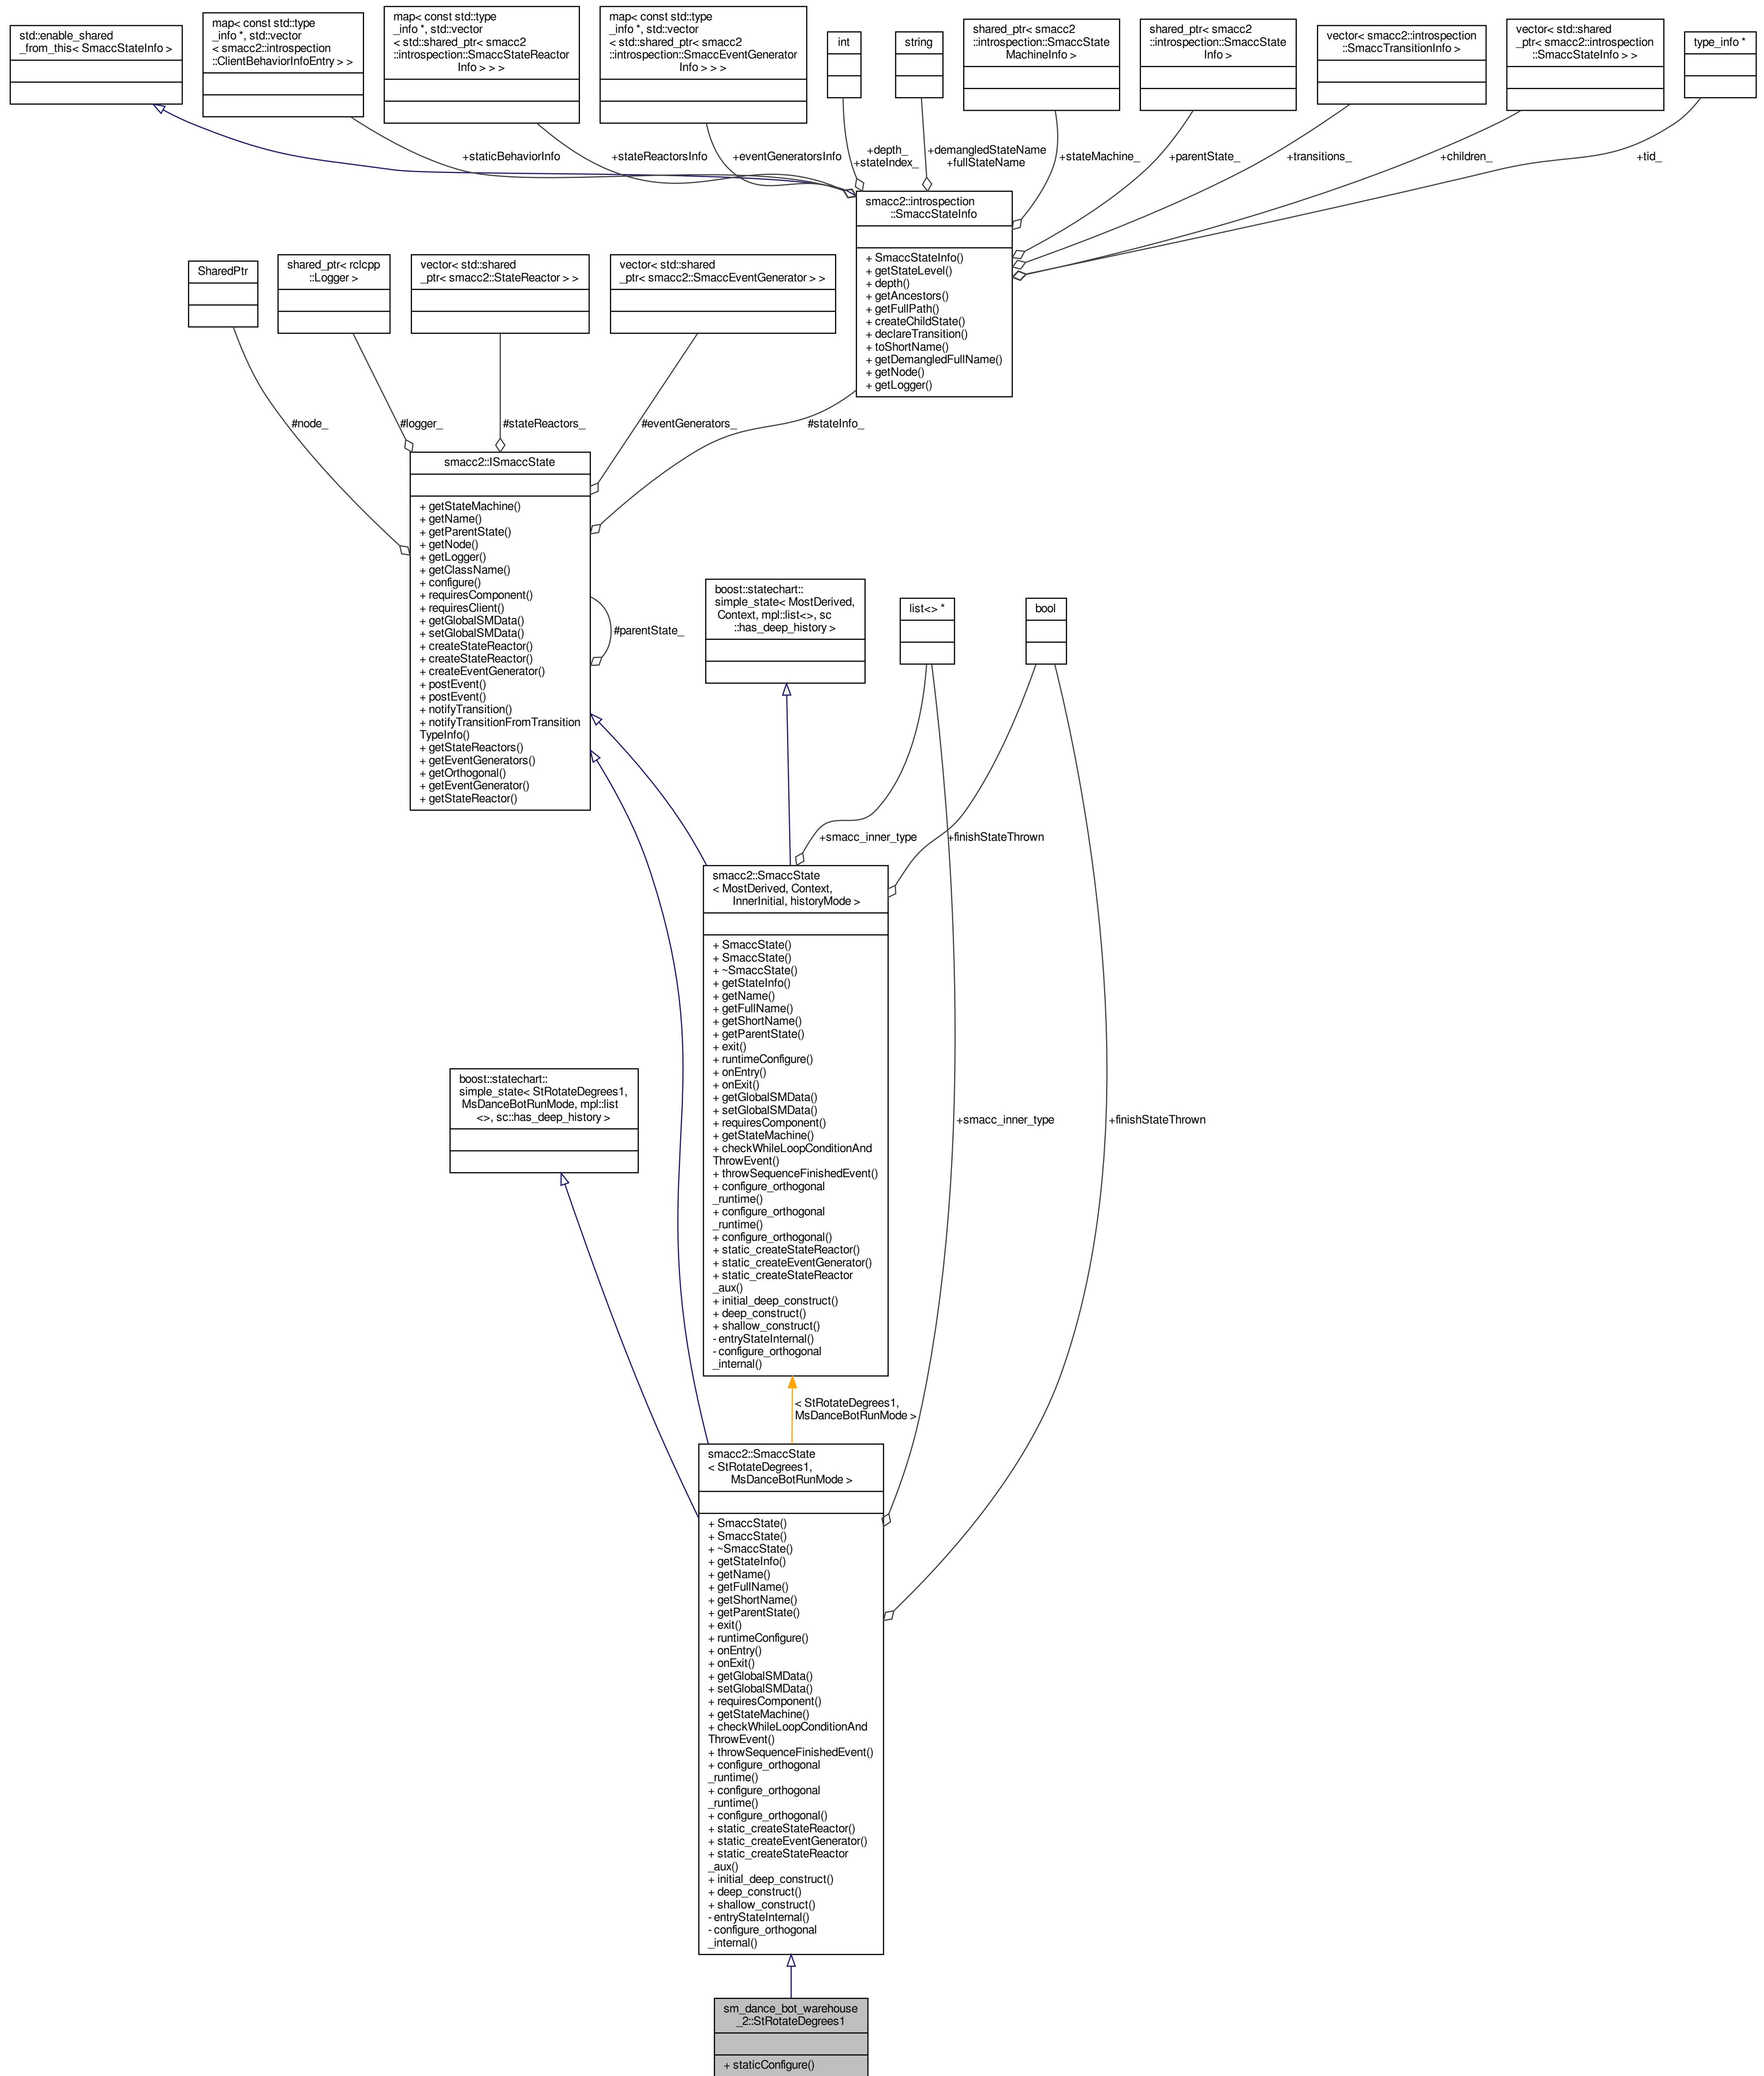 std::enable_shared
_from_this< SmaccStateInfo >
map< const std::type
_info *, std::vector
< smacc2::introspection
::ClientBehaviorInfoEntry > >
map< const std::type
_info *, std::vector
< std::shared_ptr< smacc2
::introspection::SmaccStateReactor
Info > > >
map< const std::type
_info *, std::vector
< std::shared_ptr< smacc2
::introspection::SmaccEventGenerator
Info > > >
int
string
shared_ptr< smacc2
::introspection::SmaccState
MachineInfo >
shared_ptr< smacc2
::introspection::SmaccState
Info >
vector< smacc2::introspection
::SmaccTransitionInfo >
vector< std::shared
_ptr< smacc2::introspection
::SmaccStateInfo > >
type_info *
+staticBehaviorInfo
+stateReactorsInfo
+eventGeneratorsInfo
+depth_
+stateIndex_
+demangledStateName
+fullStateName
+stateMachine_
+parentState_
+transitions_
+children_
+tid_
smacc2::introspection
::SmaccStateInfo
+ SmaccStateInfo()
+ getStateLevel()
+ depth()
+ getAncestors()
+ getFullPath()
+ createChildState()
+ declareTransition()
+ toShortName()
+ getDemangledFullName()
+ getNode()
+ getLogger()
SharedPtr
shared_ptr< rclcpp
::Logger >
vector< std::shared
_ptr< smacc2::StateReactor > >
vector< std::shared
_ptr< smacc2::SmaccEventGenerator > >
#node_
#logger_
#stateReactors_
#eventGenerators_
#stateInfo_
smacc2::ISmaccState
+ getStateMachine()
+ getName()
+ getParentState()
+ getNode()
+ getLogger()
+ getClassName()
+ configure()
+ requiresComponent()
+ requiresClient()
+ getGlobalSMData()
+ setGlobalSMData()
+ createStateReactor()
+ createStateReactor()
+ createEventGenerator()
+ postEvent()
+ postEvent()
+ notifyTransition()
+ notifyTransitionFromTransition
TypeInfo()
+ getStateReactors()
+ getEventGenerators()
+ getOrthogonal()
+ getEventGenerator()
+ getStateReactor()
#parentState_
boost::statechart::
simple_state< MostDerived,
Context, mpl::list<>, sc
::has_deep_history >
list<> *
bool
+smacc_inner_type
+finishStateThrown
smacc2::SmaccState
< MostDerived, Context,
InnerInitial, historyMode >
+ SmaccState()
+ SmaccState()
+ ~SmaccState()
+ getStateInfo()
+ getName()
+ getFullName()
+ getShortName()
+ getParentState()
+ exit()
+ runtimeConfigure()
+ onEntry()
+ onExit()
+ getGlobalSMData()
+ setGlobalSMData()
+ requiresComponent()
+ getStateMachine()
+ checkWhileLoopConditionAnd
ThrowEvent()
+ throwSequenceFinishedEvent()
+ configure_orthogonal
_runtime()
+ configure_orthogonal
_runtime()
+ configure_orthogonal()
+ static_createStateReactor()
+ static_createEventGenerator()
+ static_createStateReactor
_aux()
+ initial_deep_construct()
+ deep_construct()
+ shallow_construct()
- entryStateInternal()
- configure_orthogonal
_internal()
boost::statechart::
simple_state< StRotateDegrees1,
MsDanceBotRunMode, mpl::list
<>, sc::has_deep_history >
+smacc_inner_type
+finishStateThrown
< StRotateDegrees1,
MsDanceBotRunMode >
smacc2::SmaccState
< StRotateDegrees1,
MsDanceBotRunMode >
+ SmaccState()
+ SmaccState()
+ ~SmaccState()
+ getStateInfo()
+ getName()
+ getFullName()
+ getShortName()
+ getParentState()
+ exit()
+ runtimeConfigure()
+ onEntry()
+ onExit()
+ getGlobalSMData()
+ setGlobalSMData()
+ requiresComponent()
+ getStateMachine()
+ checkWhileLoopConditionAnd
ThrowEvent()
+ throwSequenceFinishedEvent()
+ configure_orthogonal
_runtime()
+ configure_orthogonal
_runtime()
+ configure_orthogonal()
+ static_createStateReactor()
+ static_createEventGenerator()
+ static_createStateReactor
_aux()
+ initial_deep_construct()
+ deep_construct()
+ shallow_construct()
- entryStateInternal()
- configure_orthogonal
_internal()
sm_dance_bot_warehouse
_2::StRotateDegrees1
+ staticConfigure()